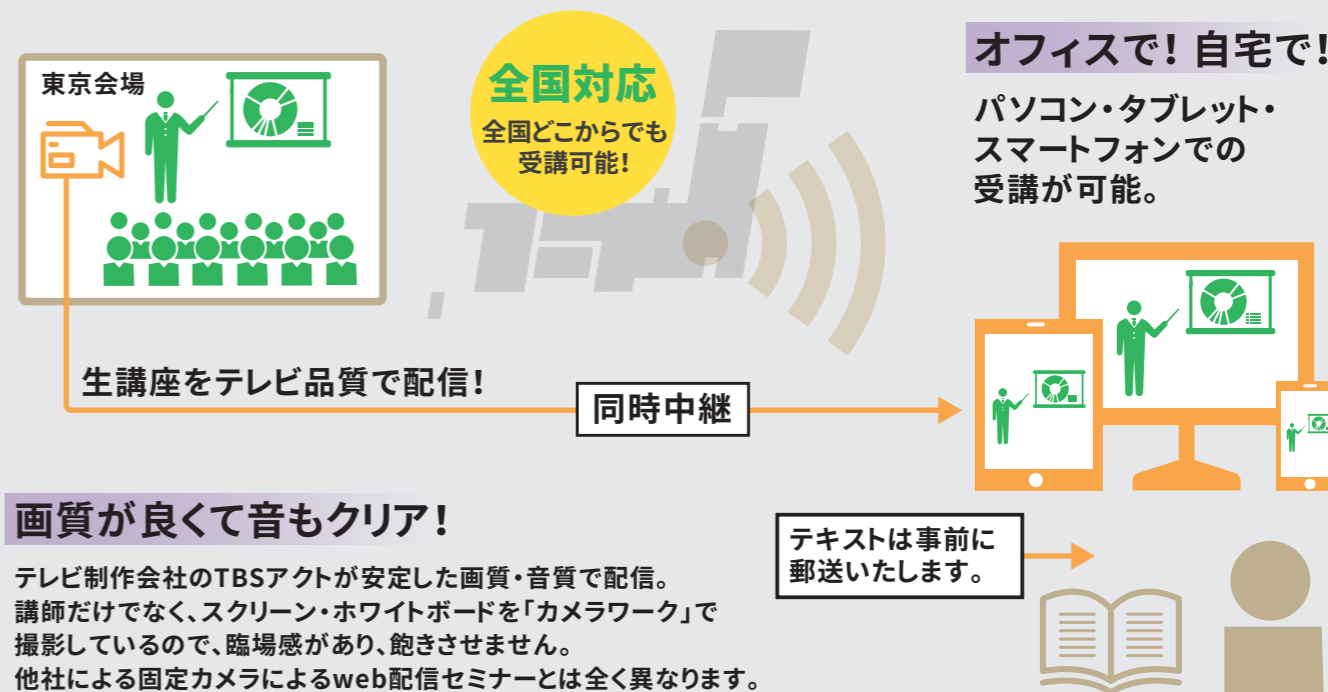 東京会場
全国対応
全国どこからでも
受講可能!
オフィスで! 自宅で!
パソコン・タブレット・
スマートフォンでの
受講が可能。
生講座をテレビ品質で配信!
同時中継
画質が良くて音もクリア!
テレビ制作会社のTBSアクトが安定した画質・音質で配信。
講師だけでなく、スクリーン・ホワイトボードを「カメラワーク」で
撮影しているので、臨場感があり、飽きさせません。
他社による固定カメラによるweb配信セミナーとは全く異なります。
テキストは事前に
郵送いたします。